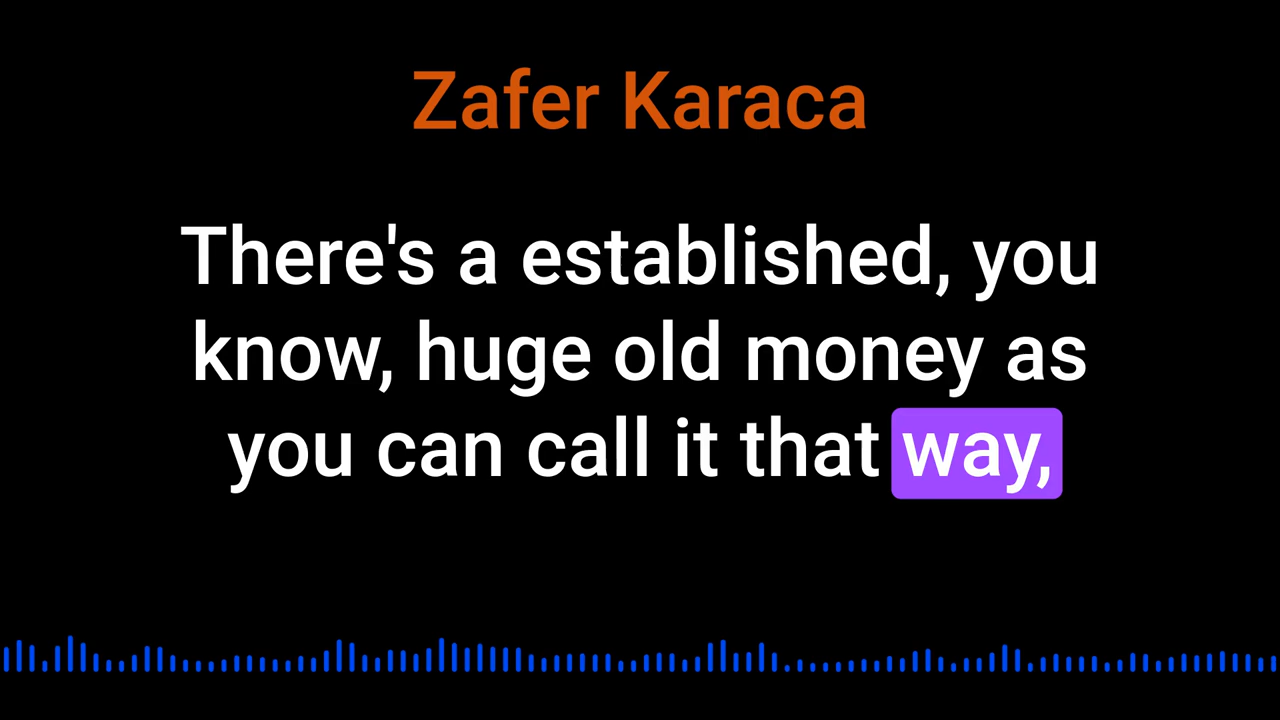 Zafer Karaca
There's a established, you
know, huge old money as
you can call it that way,